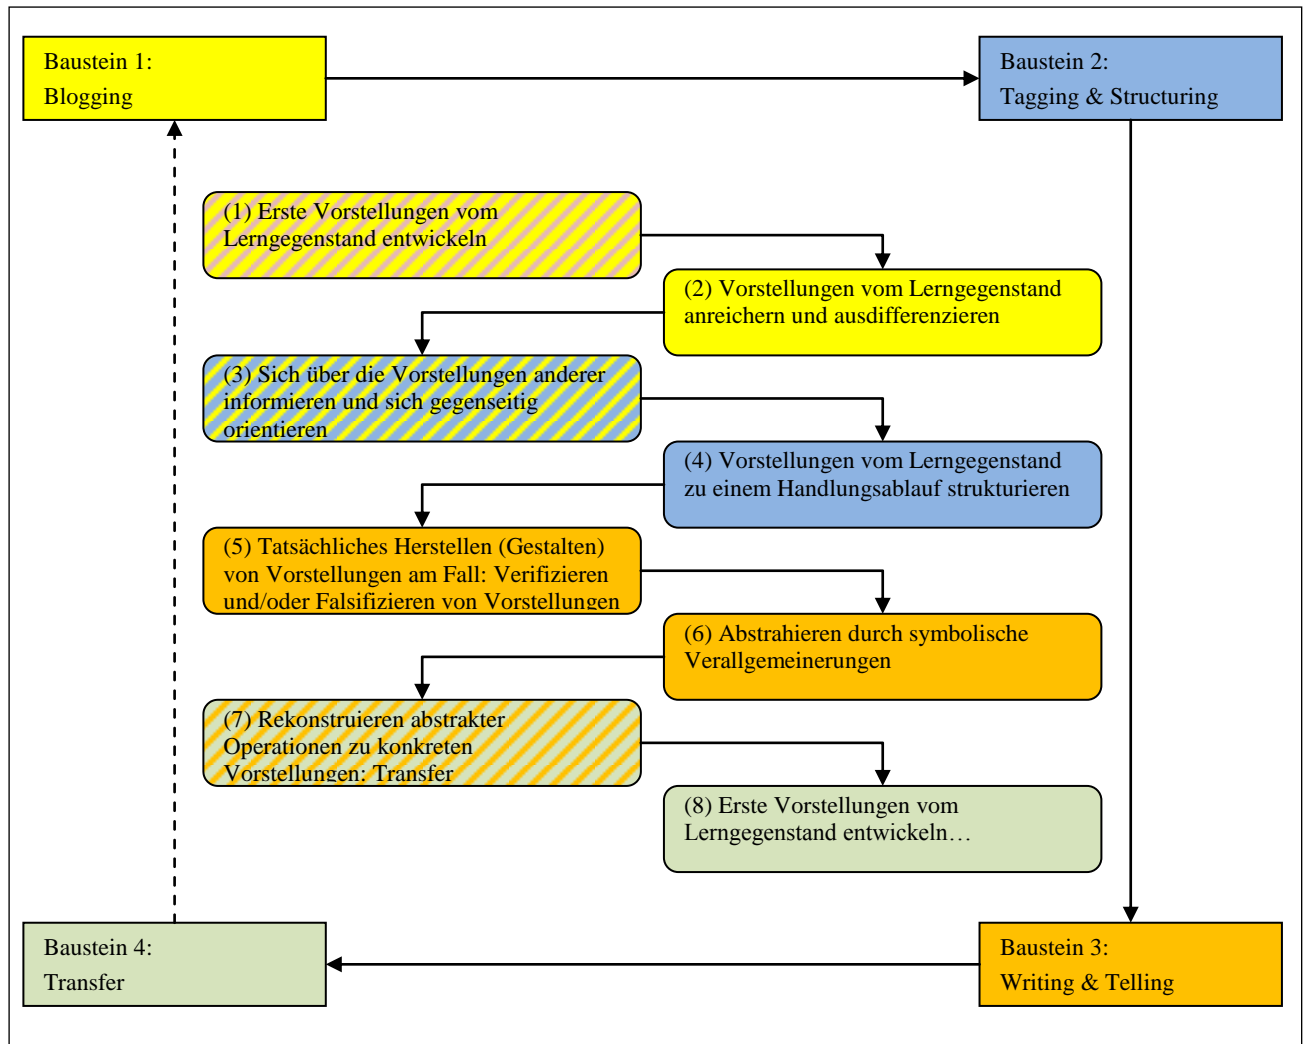 Baustein 1:
Blogging
Baustein 2:
Tagging & Structuring
(1) Erste Vorstellungen vom
Lerngegenstand entwickeln
(2) Vorstellungen vom Lerngegenstand
anreichern und ausdifferenzieren
(3) Sich über die Vorstellungen anderer
informieren und sich gegenseitig
orientieren
(4) Vorstellungen vom Lerngegenstand
zu einem Handlungsablauf strukturieren
(5) Tatsächliches Herstellen (Gestalten)
von Vorstellungen am Fall: Verifizieren
und/oder Falsifizieren von Vorstellungen
(6) Abstrahieren durch symbolische
Verallgemeinerungen
(7) Rekonstruieren abstrakter
Operationen zu konkreten
Vorstellungen: Transfer
(8) Erste Vorstellungen vom
Lerngegenstand entwickeln…
Baustein 4:
Transfer
Baustein 3:
Writing & Telling